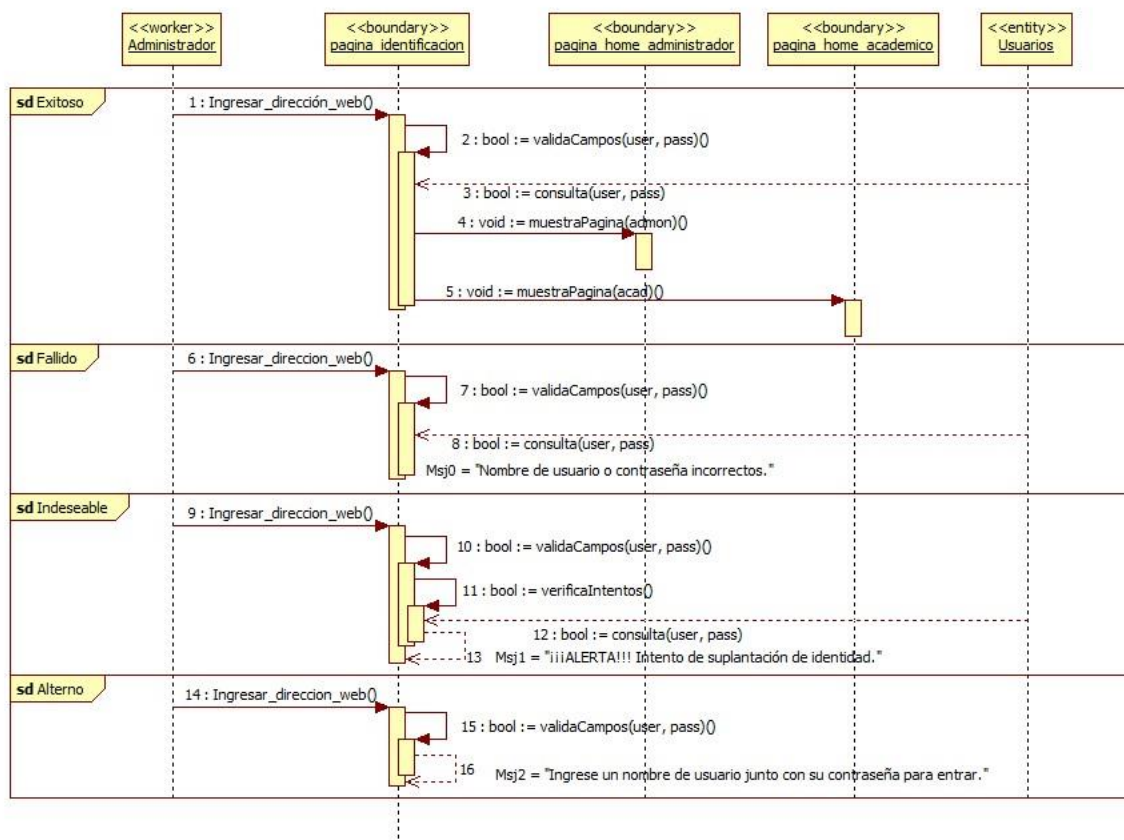 <<worker>>
Administrador
<<boundary>>
pagina_identificacion
<<boundary>>
pagina_home_administrador
<<boundary>>
pagina_home_academico
<<entity>>
Usuarios
sd Exitoso
1 : Ingresar_dirección_web()
2 : bool := validaCampos(user, pass)()
3 : bool := consulta(user, pass)
4 : void := muestraPagina(admon)()
5 : void := muestraPagina(acad)()
sd Fallido
6 : Ingresar_direccion_web()
7 : bool := validaCampos(user, pass)()
8 : bool := consulta(user, pass)
Msj0 = "Nombre de usuario o contraseña incorrectos."
sd Indeseable
9 : Ingresar_direccion_web()
10 : bool := validaCampos(user, pass)()
11 : bool := verificaIntentos()
12 : bool := consulta(user, pass)
13 Msj1 = "¡¡¡ALERTA!!! Intento de suplantación de identidad."
sd Alterno
14 : Ingresar_direccion_web()
15 : bool := validaCampos(user, pass)()
16 Msj2 = "Ingrese un nombre de usuario junto con su contraseña para entrar."